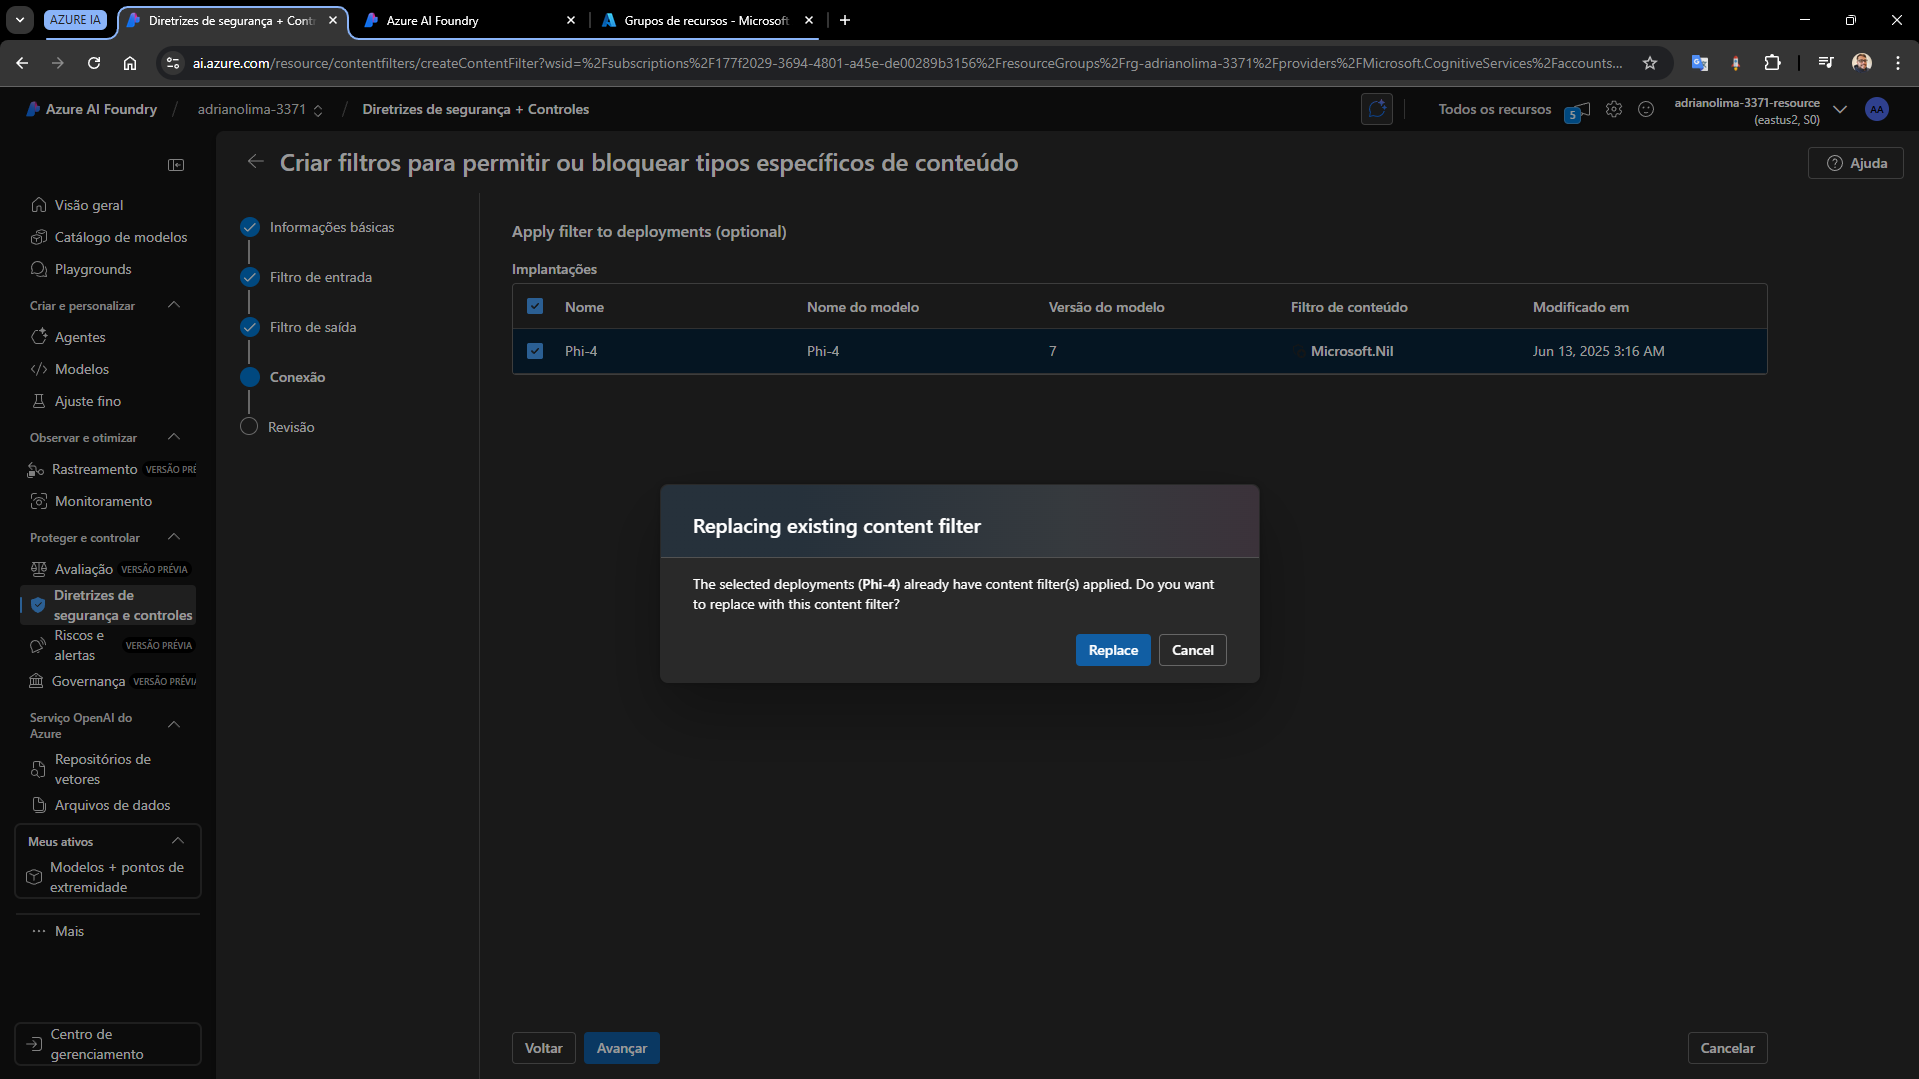 AZURE IA
Diretrizes de segurança + Contr
Azure AI Foundry
Grupos de recursos - Microsoft
ai.azure.com/resource/contentfilters/createContentFilter?wsid=%2Fsubscriptions%2F177f2029-3694-4801-a45e-de00289b3156%2FresourceGroups%2Frg-adrianolima-3371%2Fproviders%2FMicrosoft.CognitiveServices%2Faccounts...
Azure AI Foundry / adrianolima-3371 / Diretrizes de segurança + Controles
Todos os recursos
5
adrianolima-3371-resource
(eastus2, S0)
AA
Criar filtros para permitir ou bloquear tipos específicos de conteúdo
Ajuda
Visão geral
Catálogo de modelos
Playgrounds
Criar e personalizar
Agentes
Modelos
Ajuste fino
Observar e otimizar
Rastreamento VERSÃO PRÉ
Monitoramento
Proteger e controlar
Avaliação VERSÃO PRÉVIA
Diretrizes de
segurança e controles
Riscos e
alertas
VERSÃO PRÉVIA
Governança VERSÃO PRÉVIA
Serviço OpenAI do
Azure
Repositórios de
vetores
Arquivos de dados
Meus ativos
Modelos + pontos de
extremidade
Mais
Centro de
gerenciamento
Informações básicas
Filtro de entrada
Filtro de saída
Conexão
Revisão
Apply filter to deployments (optional)
Implantações
Nome Nome do modelo Versão do modelo Filtro de conteúdo Modificado em
Phi-4 Phi-4 7 Microsoft.Nil Jun 13, 2025 3:16 AM
Replacing existing content filter
The selected deployments (Phi-4) already have content filter(s) applied. Do you want
to replace with this content filter?
Replace
Cancel
Voltar
Avançar
Cancelar